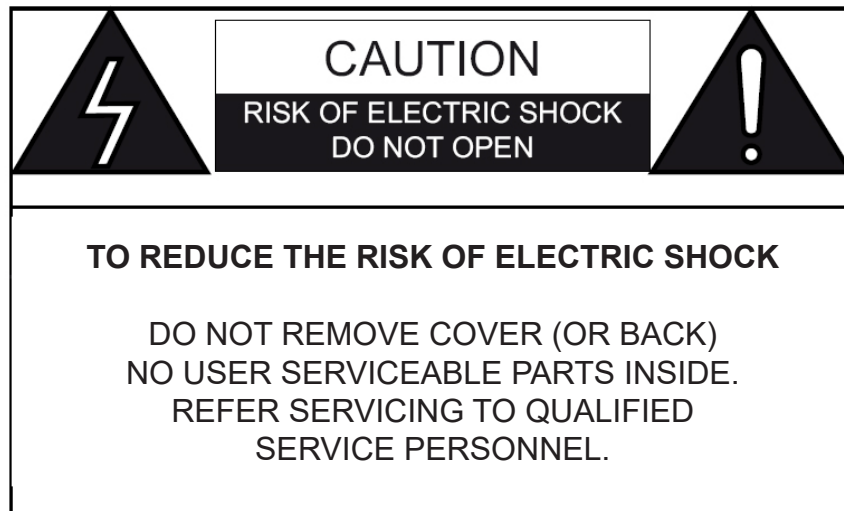 CAUTION
RISK OF ELECTRIC SHOCK
DO NOT OPEN
TO REDUCE THE RISK OF ELECTRIC SHOCK
DO NOT REMOVE COVER (OR BACK)
NO USER SERVICEABLE PARTS INSIDE.
REFER SERVICING TO QUALIFIED
SERVICE PERSONNEL.